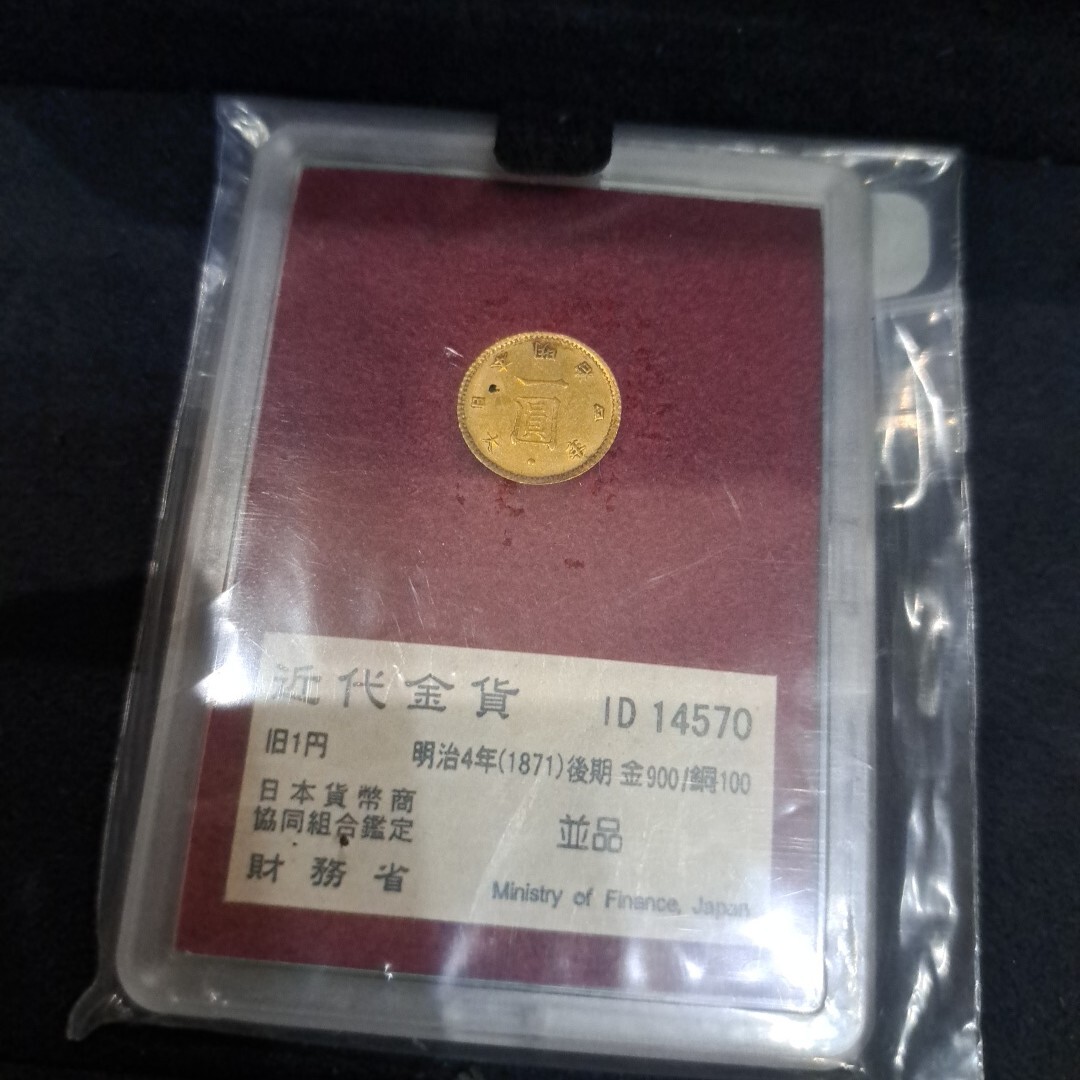 一圓
近代金貨
ID 14570
旧1円
明治4年(1871)後期 金900/銅100
日本貨幣商
協同組合鑑定
並品
財務省
Ministry of Finance, Japan